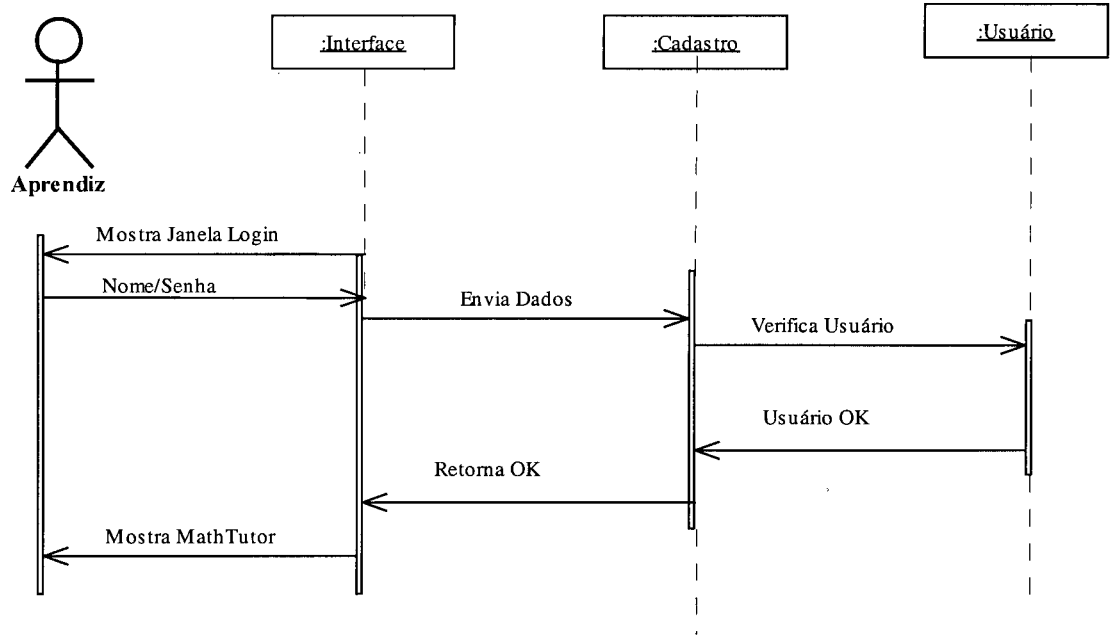 :Interface
:Cadastro
:Usuário
Aprendiz
Mostra Janela Login
Nome/Senha
Envia Dados
Verifica Usuário
Usuário OK
Retorna OK
Mostra MathTutor